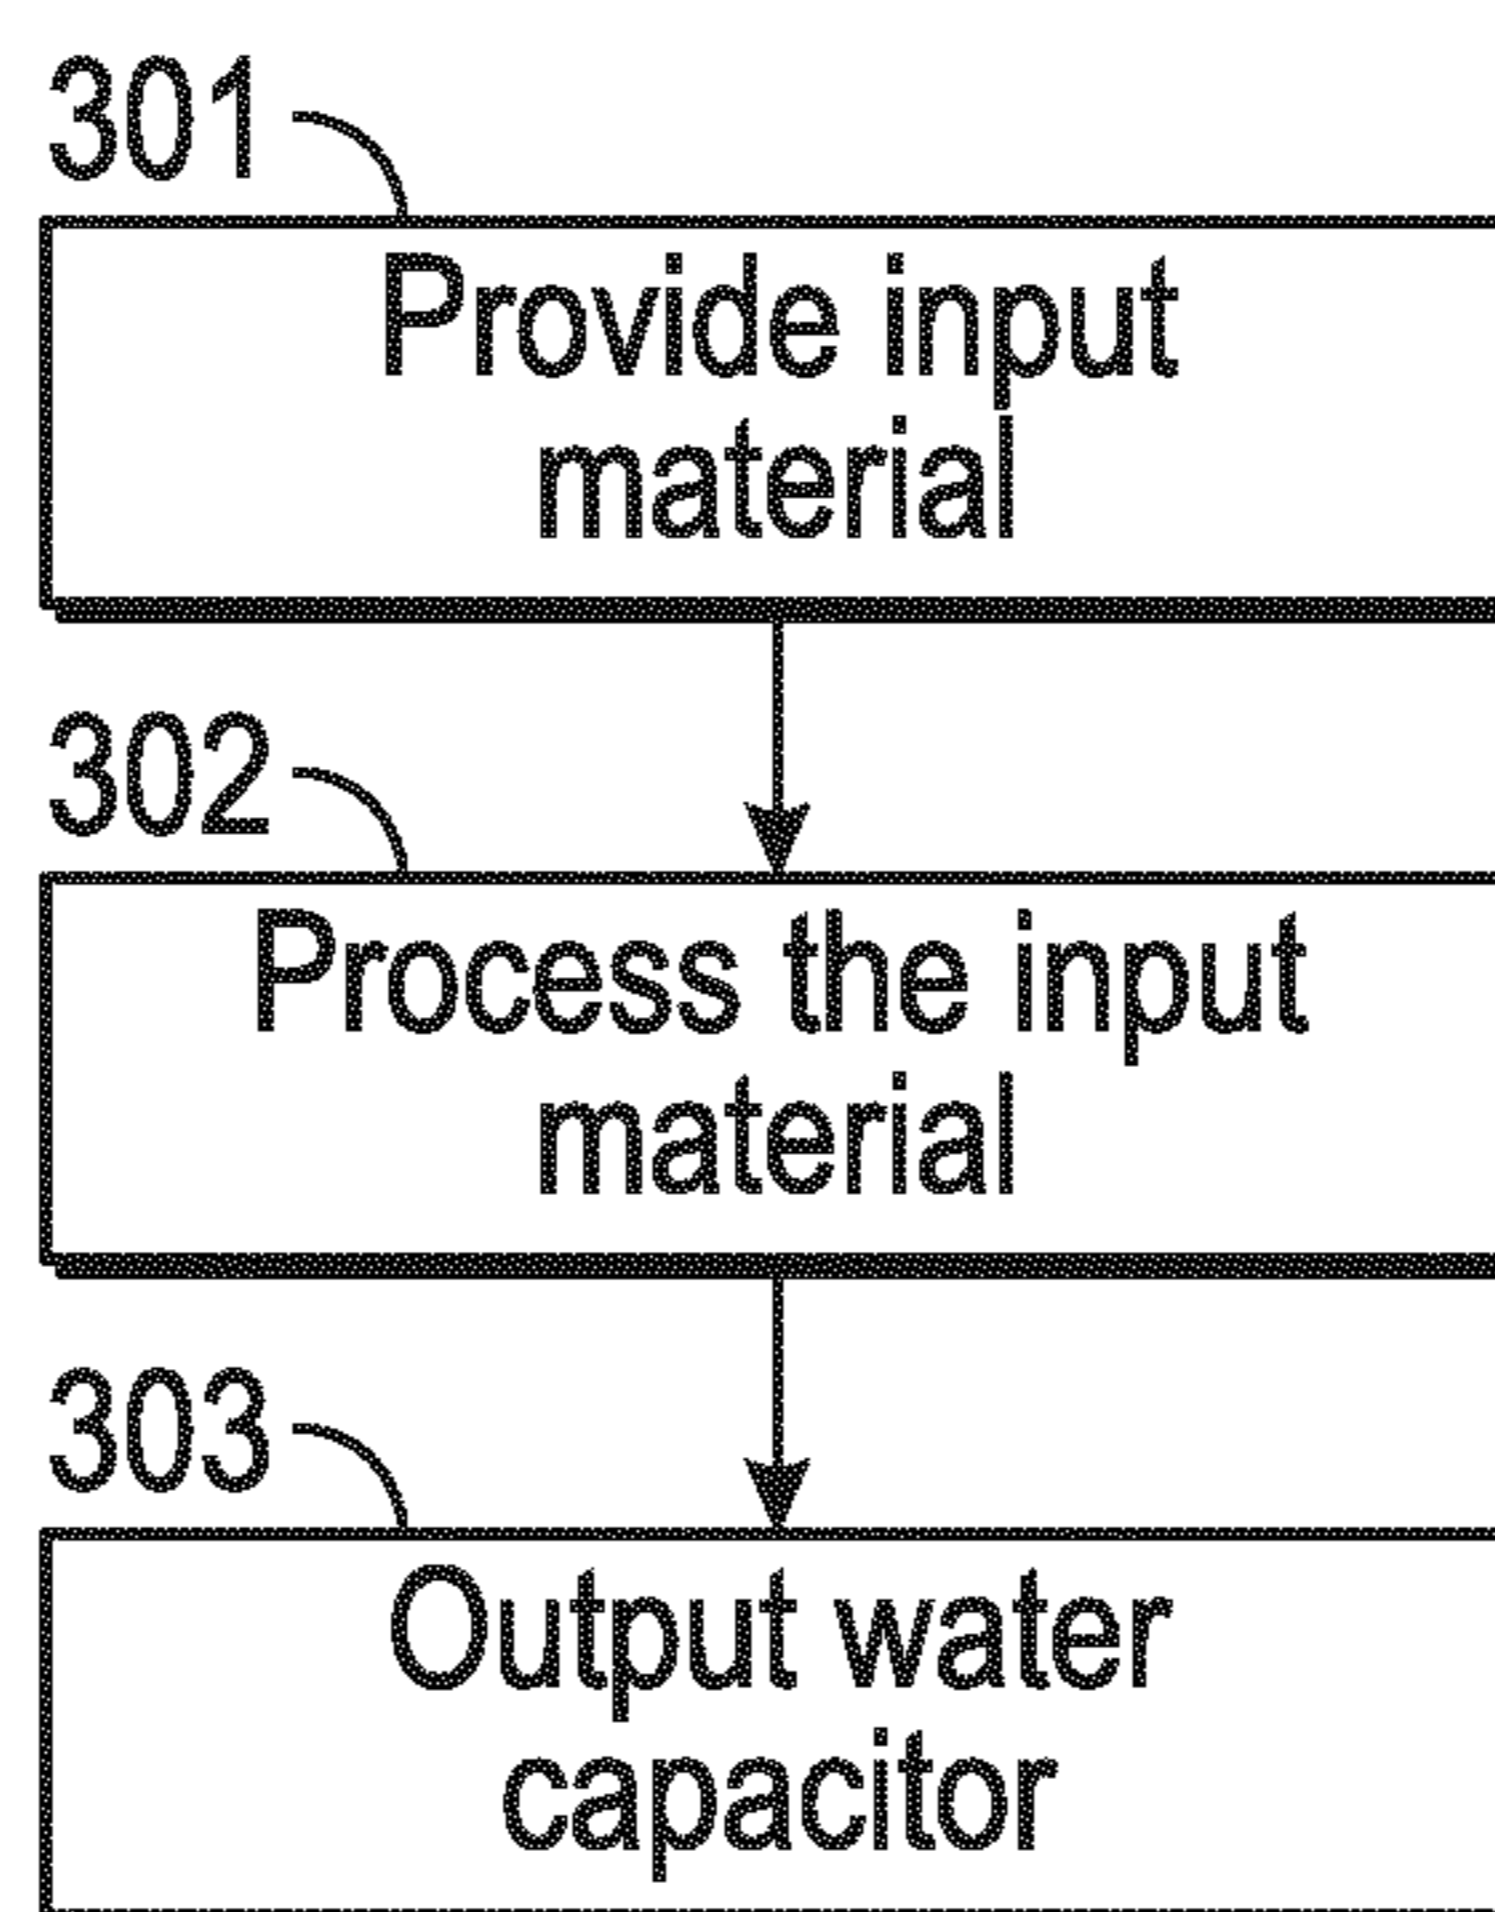 301
Provide input
material
302
Process the input
material
303
Output water
capacitor